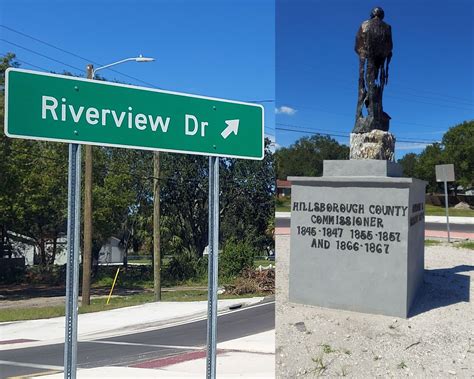 Riverview Dr
HILLSBOROUGH COUNTY
COMMISSIONER
1845-1847 1855-1857
AND 1866-1867